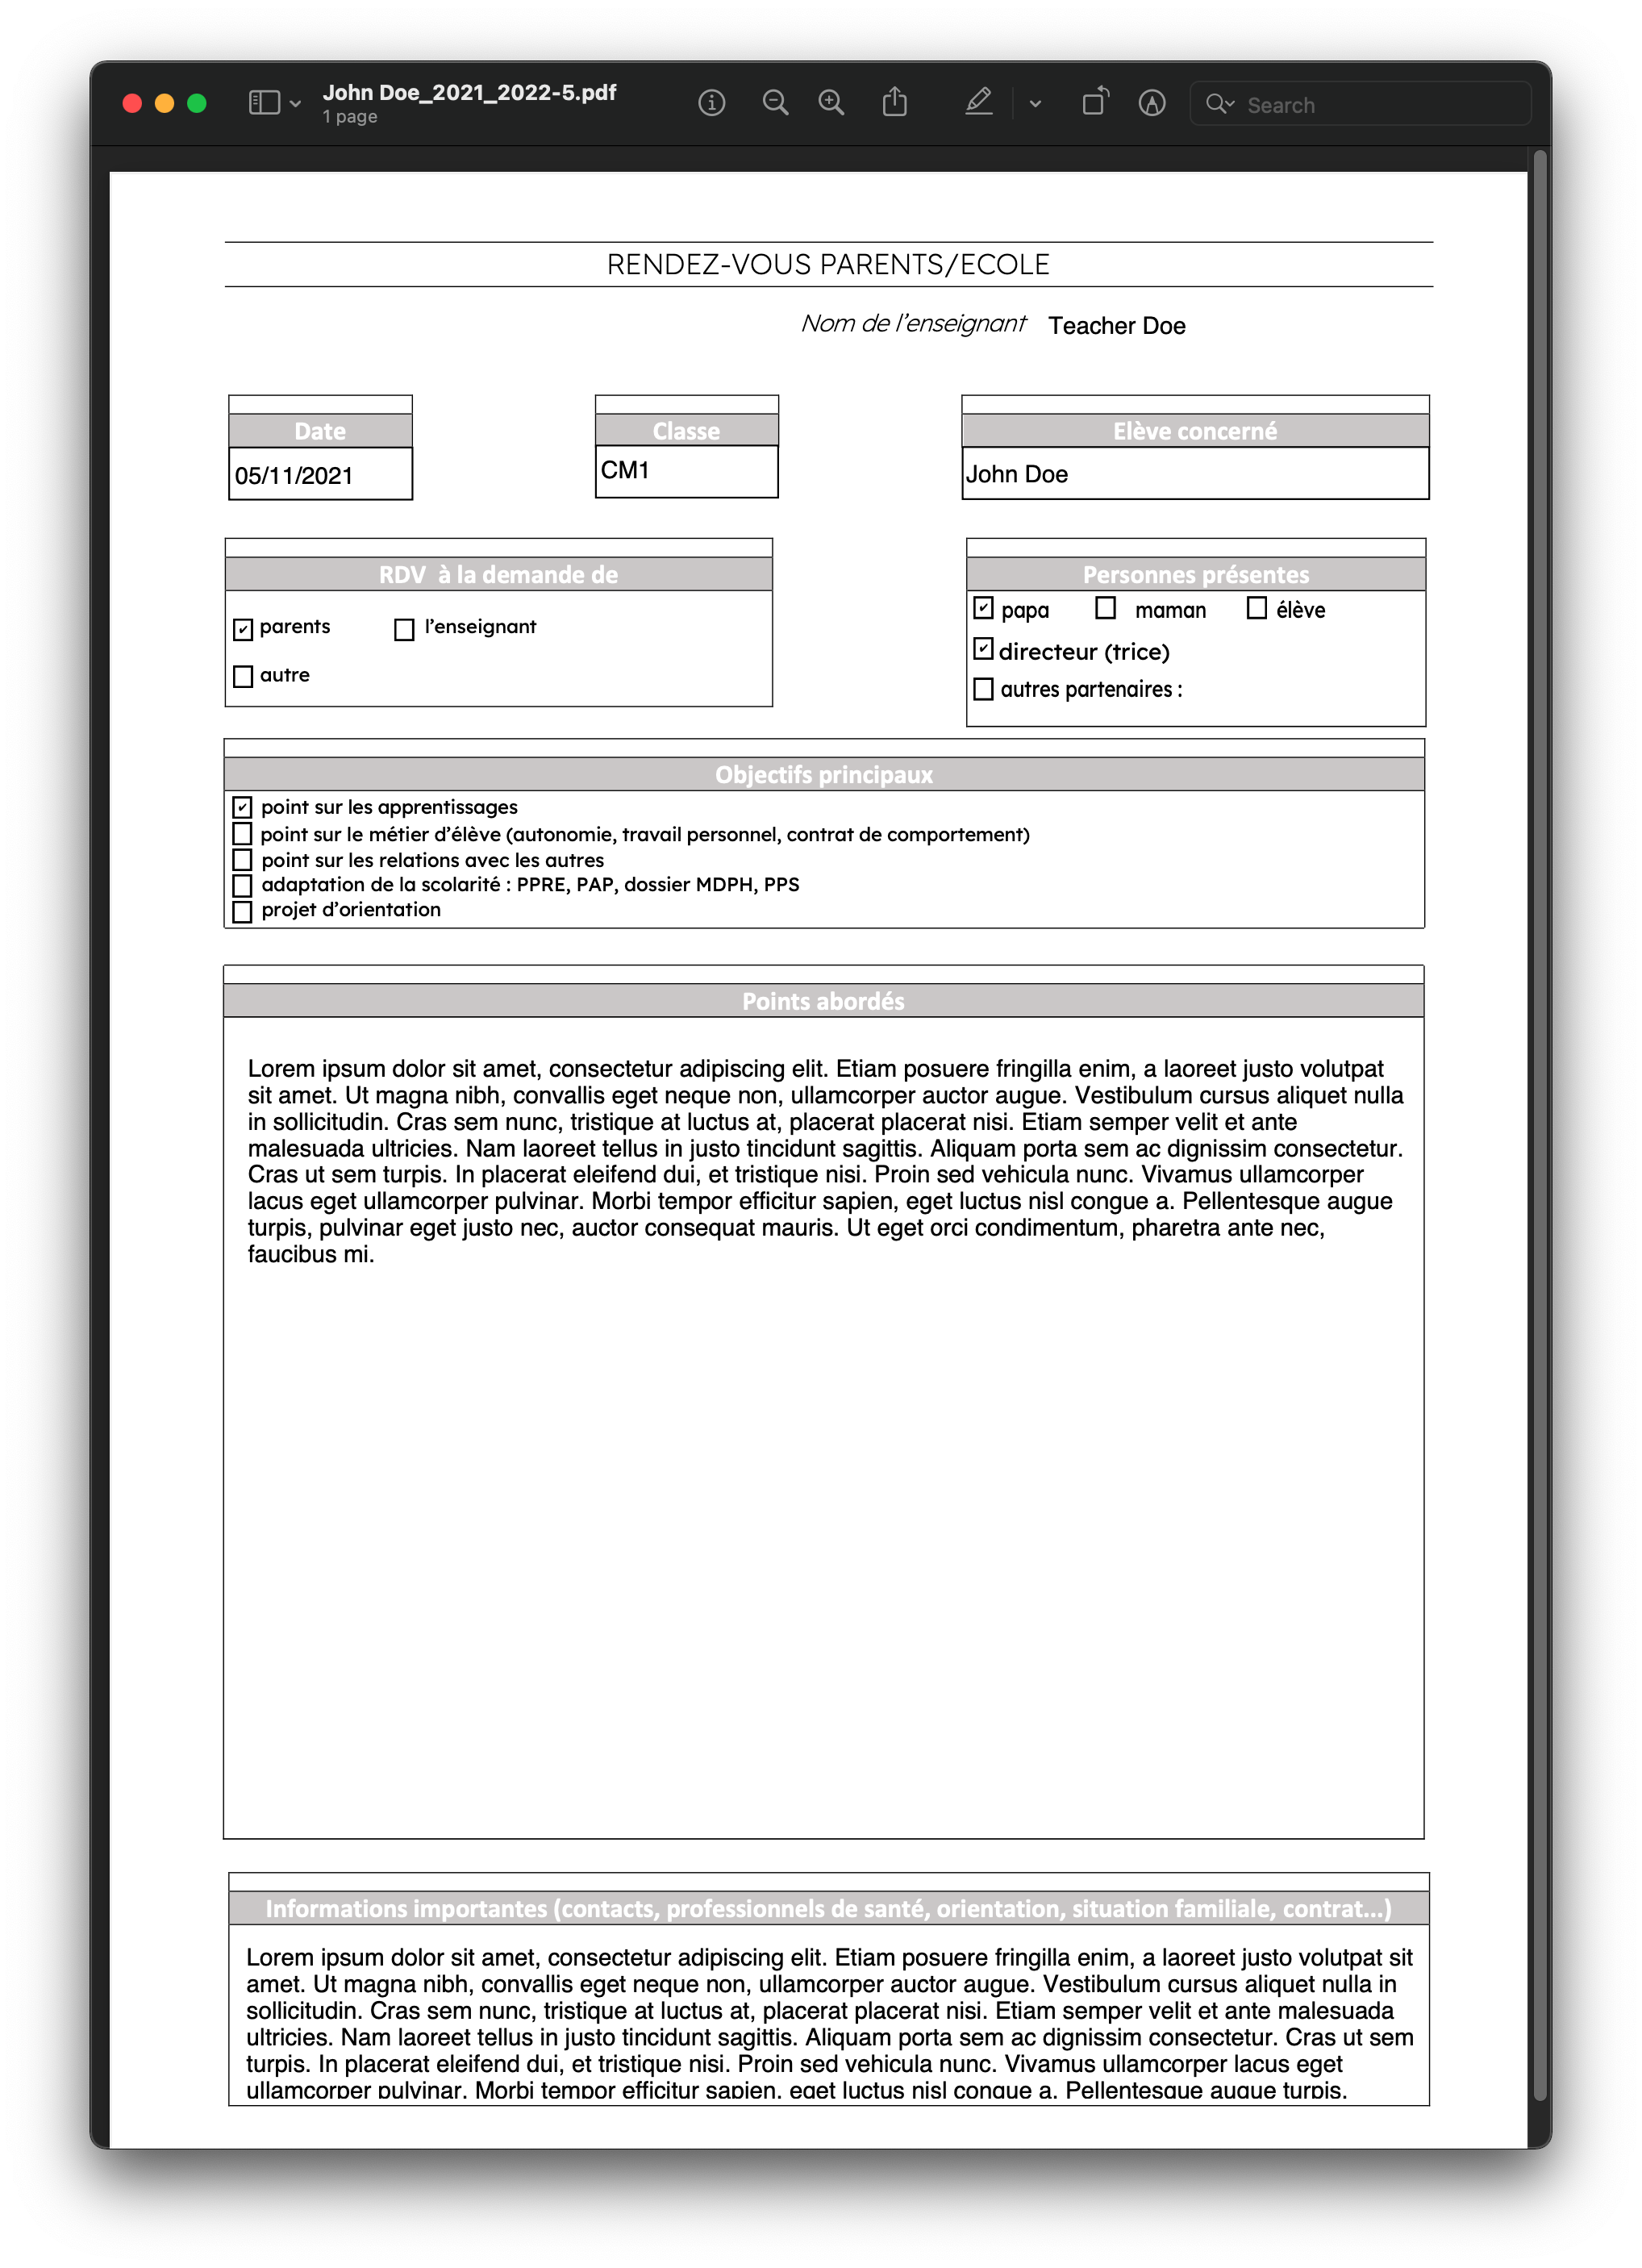 John Doe_2021_2022-5.pdf
1 page
Search
RENDEZ-VOUS PARENTS/ECOLE
Nom de l'enseignant Teacher Doe
Date
05/11/2021
Classe
CM1
Elève concerné
John Doe
RDV à la demande de
parents l'enseignant
autre
Personnes présentes
papa maman élève
directeur (trice)
autres partenaires :
Objectifs principaux
point sur les apprentissages
point sur le métier d'élève (autonomie, travail personnel, contrat de comportement)
point sur les relations avec les autres
adaptation de la scolarité : PPRE, PAP, dossier MDPH, PPS
projet d'orientation
Points abordés
Lorem ipsum dolor sit amet, consectetur adipiscing elit. Etiam posuere fringilla enim, a laoreet justo volutpat
sit amet. Ut magna nibh, convallis eget neque non, ullamcorper auctor augue. Vestibulum cursus aliquet nulla
in sollicitudin. Cras sem nunc, tristique at luctus at, placerat placerat nisi. Etiam semper velit et ante
malesuada ultricies. Nam laoreet tellus in justo tincidunt sagittis. Aliquam porta sem ac dignissim consectetur.
Cras ut sem turpis. In placerat eleifend dui, et tristique nisi. Proin sed vehicula nunc. Vivamus ullamcorper
lacus eget ullamcorper pulvinar. Morbi tempor efficitur sapien, eget luctus nisl congue a. Pellentesque augue
turpis, pulvinar eget justo nec, auctor consequat mauris. Ut eget orci condimentum, pharetra ante nec,
faucibus mi.
Informations importantes (contacts, professionnels de santé, orientation, situation familiale, contrat...)
Lorem ipsum dolor sit amet, consectetur adipiscing elit. Etiam posuere fringilla enim, a laoreet justo volutpat sit
amet. Ut magna nibh, convallis eget neque non, ullamcorper auctor augue. Vestibulum cursus aliquet nulla in
sollicitudin. Cras sem nunc, tristique at luctus at, placerat placerat nisi. Etiam semper velit et ante malesuada
ultricies. Nam laoreet tellus in justo tincidunt sagittis. Aliquam porta sem ac dignissim consectetur. Cras ut sem
turpis. In placerat eleifend dui, et tristique nisi. Proin sed vehicula nunc. Vivamus ullamcorper lacus eget
ullamcorper pulvinar. Morbi tempor efficitur sapien, eget luctus nisl congue a. Pellentesque augue turpis,